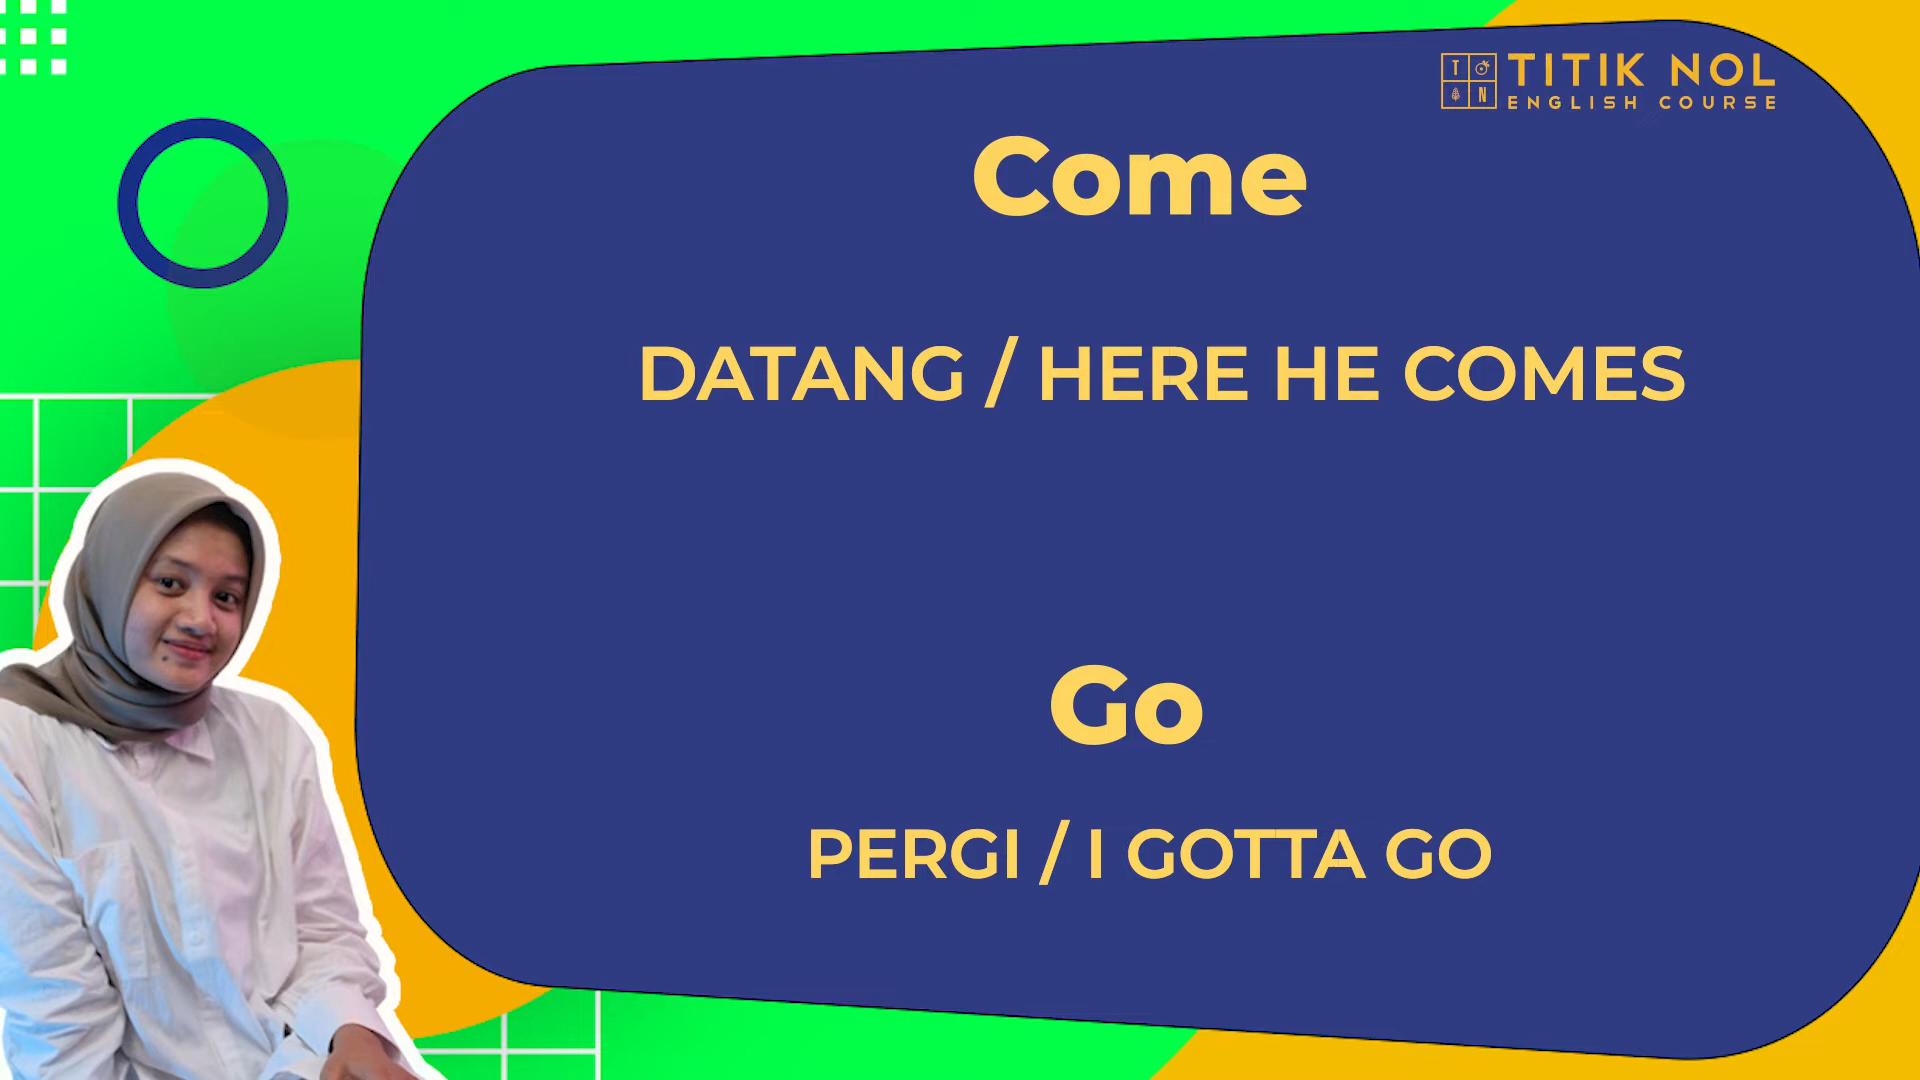 TITIK NOL
ENGLISH COURSE
Come
DATANG / HERE HE COMES
Go
PERGI / I GOTTA GO